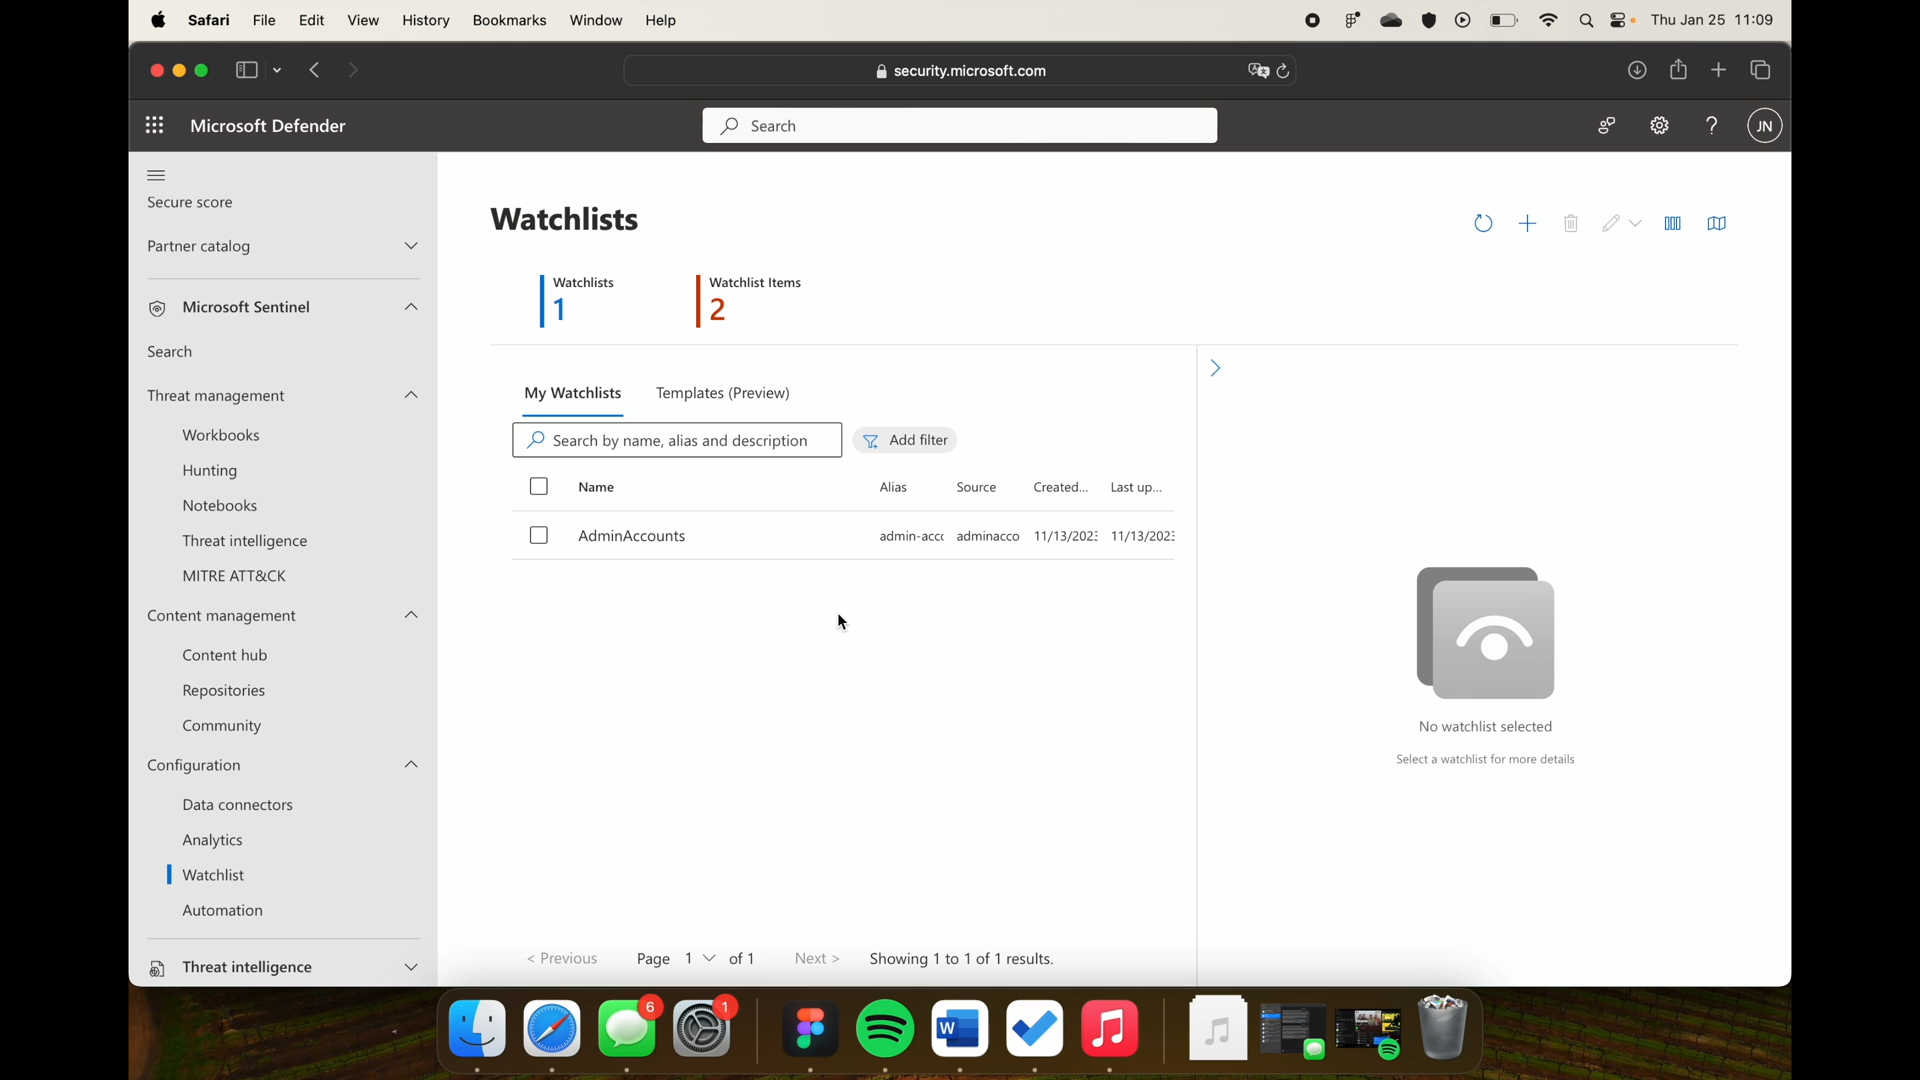 Safari File Edit View History Bookmarks Window Help Thu Jan 25 11:09
security.microsoft.com
Microsoft Defender Search JN
Secure score
Partner catalog
Microsoft Sentinel
Search
Threat management
Workbooks
Hunting
Notebooks
Threat intelligence
MITRE ATT&CK
Content management
Content hub
Repositories
Community
Configuration
Data connectors
Analytics
Watchlist
Automation
Threat intelligence
Watchlists
Watchlists Watchlist Items
1 2
My Watchlists Templates (Preview)
Search by name, alias and description Add filter
Name Alias Source Created... Last up...
AdminAccounts admin-acc adminacco 11/13/202 11/13/202
No watchlist selected
Select a watchlist for more details
< Previous Page 1 of 1 Next > Showing 1 to 1 of 1 results.
6 1
W